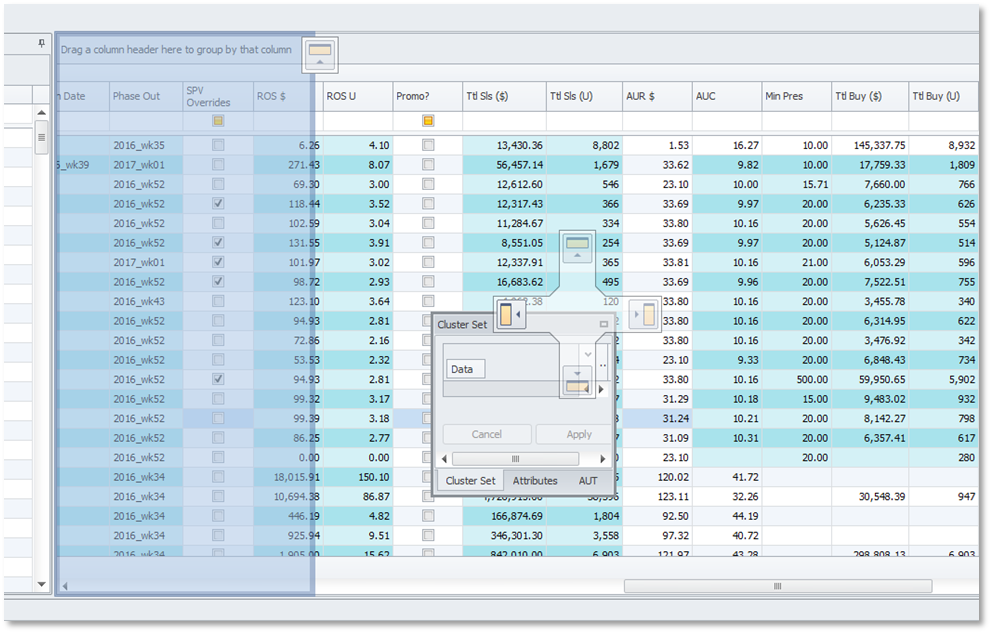 Drag a column header here to group by that column
n Date Phase Out SPV Overrides ROS $ ROS U Promo? Ttl Sls ($) Ttl Sls (U) AUR $ AUC Min Pres Ttl Buy ($) Ttl Buy (U)
2016_wk35 6.26 4.10 13,430.36 8,802 1.53 16.27 10.00 145,337.75 8,932
5_wk39 2017_wk01 271.43 8.07 56,457.14 1,679 33.62 9.82 10.00 17,759.33 1,809
2016_wk52 69.30 3.00 12,612.60 546 23.10 10.00 15.71 7,660.00 766
2016_wk52 118.44 3.52 12,317.43 366 33.69 9.97 20.00 6,235.33 626
2016_wk52 102.59 3.04 11,284.67 334 33.80 10.16 20.00 5,626.45 554
2016_wk52 131.55 3.91 8,551.05 254 33.69 9.97 20.00 5,124.87 514
2017_wk01 101.97 3.02 12,337.91 365 33.81 10.16 21.00 6,053.29 596
2016_wk52 98.72 2.93 16,683.62 495 33.69 9.96 20.00 7,522.51 755
2016_wk43 123.10 3.64 120 33.80 10.16 20.00 3,455.78 340
2016_wk52 94.93 2.81 33.80 10.16 20.00 6,314.95 622
2016_wk52 72.86 2.16 33.80 10.16 20.00 3,476.92 342
2016_wk52 53.53 2.32 23.10 9.33 20.00 6,848.43 734
2016_wk52 94.93 2.81 33.80 10.16 500.00 59,950.65 5,902
2016_wk52 99.32 3.17 31.29 10.18 15.00 9,483.02 932
2016_wk52 99.39 3.18 31.24 10.21 20.00 8,142.27 798
2016_wk52 86.25 2.77 31.09 10.31 20.00 6,357.41 617
2016_wk52 0.00 0.00 23.10 20.00 280
2016_wk34 18,015.91 150.10 120.02 41.72
2016_wk34 10,694.38 86.87 123.11 32.26 30,548.39 947
2016_wk34 446.19 4.82 166,874.69 1,804 92.50 44.19
2016_wk34 925.94 9.51 346,301.30 3,558 97.32 40.72
2016_wk34 1,905.00 15.62 842,010.00 6,903 121.97 43.28 298,808.13 6,903
Cluster Set
Data
Cancel Apply
Cluster Set Attributes AUT